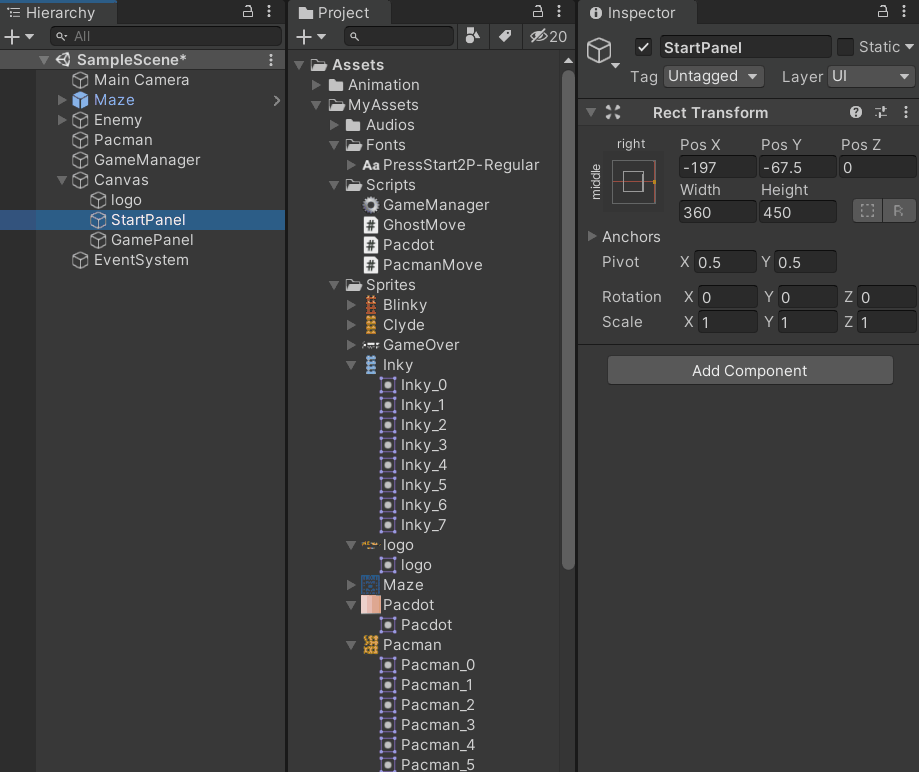 Hierarchy
All
SampleScene*
Main Camera
Maze
Enemy
Pacman
GameManager
Canvas
logo
StartPanel
GamePanel
EventSystem
Project
20
Assets
Animation
MyAssets
Audios
Fonts
Aa PressStart2P-Regular
Scripts
GameManager
# GhostMove
# Pacdot
# PacmanMove
Sprites
Blinky
Clyde
GameOver
Inky
Inky_0
Inky_1
Inky_2
Inky_3
Inky_4
Inky_5
Inky_6
Inky_7
logo
logo
Maze
Pacdot
Pacdot
Pacman
Pacman_0
Pacman_1
Pacman_2
Pacman_3
Pacman_4
Pacman_5
Inspector
StartPanel Static
Tag Untagged Layer UI
Rect Transform
right
middle
Pos X Pos Y Pos Z
-197 -67.5 0
Width Height
360 450 R
Anchors
Pivot X 0.5 Y 0.5
Rotation X 0 Y 0 Z 0
Scale X 1 Y 1 Z 1
Add Component